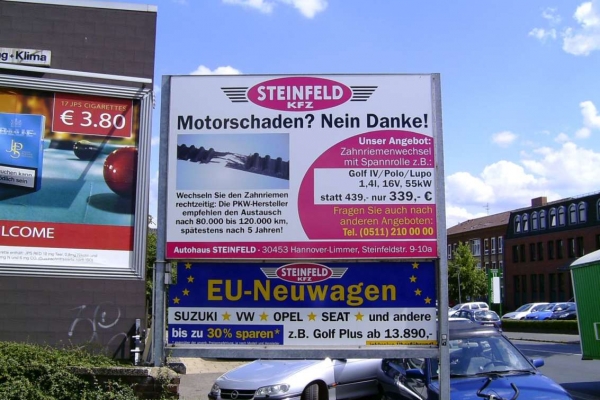 g • Klima
17 JPS CIGARETTES
€ 3.80
BLUE
JPS
LCOME
STEINFELD
KFZ
Motorschaden? Nein Danke!
Unser Angebot:
Zahnriemenwechsel
mit Spannrolle z.B.:
Golf IV/Polo/Lupo
1,4l, 16V, 55kW
statt 439,- nur 339,- €
Fragen Sie auch nach
anderen Angeboten:
Tel. (0511) 210 00 00
Wechseln Sie den Zahnriemen
rechtzeitig: Die PKW-Hersteller
empfehlen den Austausch
nach 80.000 bis 120.000 km,
spätestens nach 5 Jahren!
Autohaus STEINFELD - 30453 Hannover-Limmer, Steinfeldstr. 9-10a
STEINFELD
KFZ
EU-Neuwagen
SUZUKI ★ VW ★ OPEL ★ SEAT ★ und andere
bis zu 30% sparen* z.B. Golf Plus ab 13.890,-